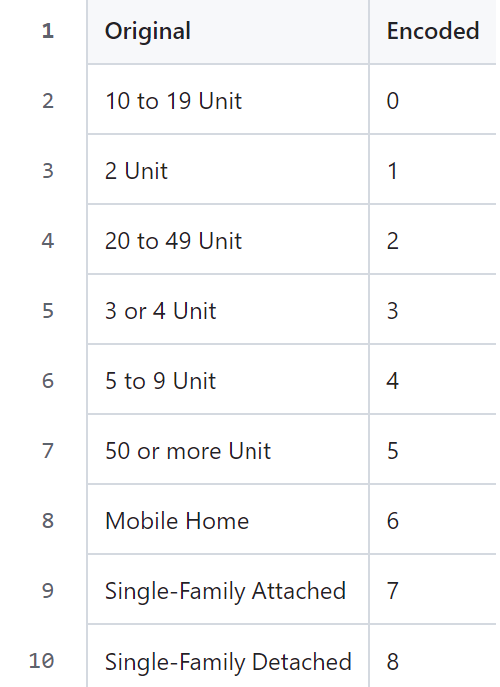 1 Original Encoded
2 10 to 19 Unit 0
3 2 Unit 1
4 20 to 49 Unit 2
5 3 or 4 Unit 3
6 5 to 9 Unit 4
7 50 or more Unit 5
8 Mobile Home 6
9 Single-Family Attached 7
10 Single-Family Detached 8